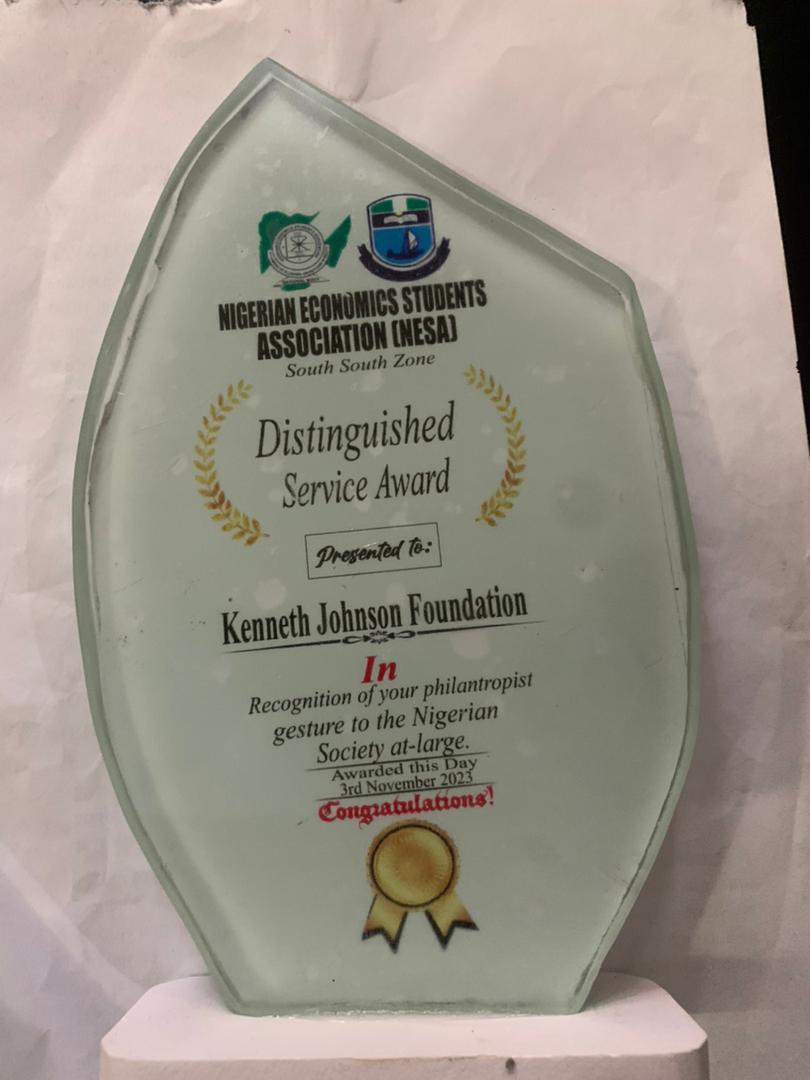 NIGERIAN ECONOMICS STUDENTS
ASSOCIATION (NESA)
South South Zone
Distinguished
Service Award
Presented to:
Kenneth Johnson Foundation
In
Recognition of your philantropist
gesture to the Nigerian
Society at-large.
Awarded this Day
3rd November 2023
Congratulations!